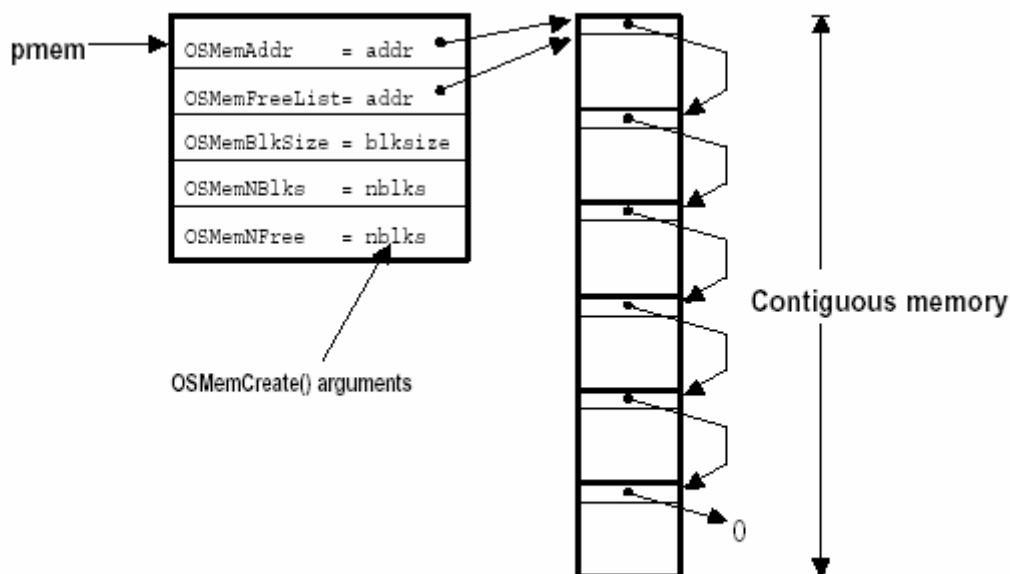 pmem
OSMemAddr = addr
OSMemFreeList= addr
OSMemBlkSize = blksize
OSMemNBlks = nblks
OSMemNFree = nblks
OSMemCreate() arguments
Contiguous memory
0